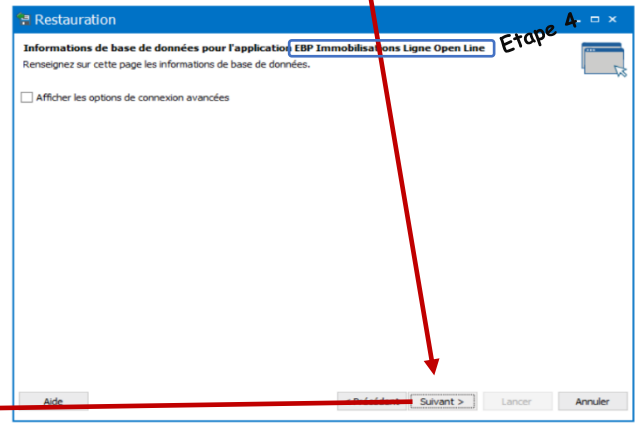 Restauration
Informations de base de données pour l'application EBP Immobilisations Ligne Open Line
Etape 4
Renseignez sur cette page les informations de base de données.
Afficher les options de connexion avancées
Aide < Précédent Suivant > Lancer Annuler